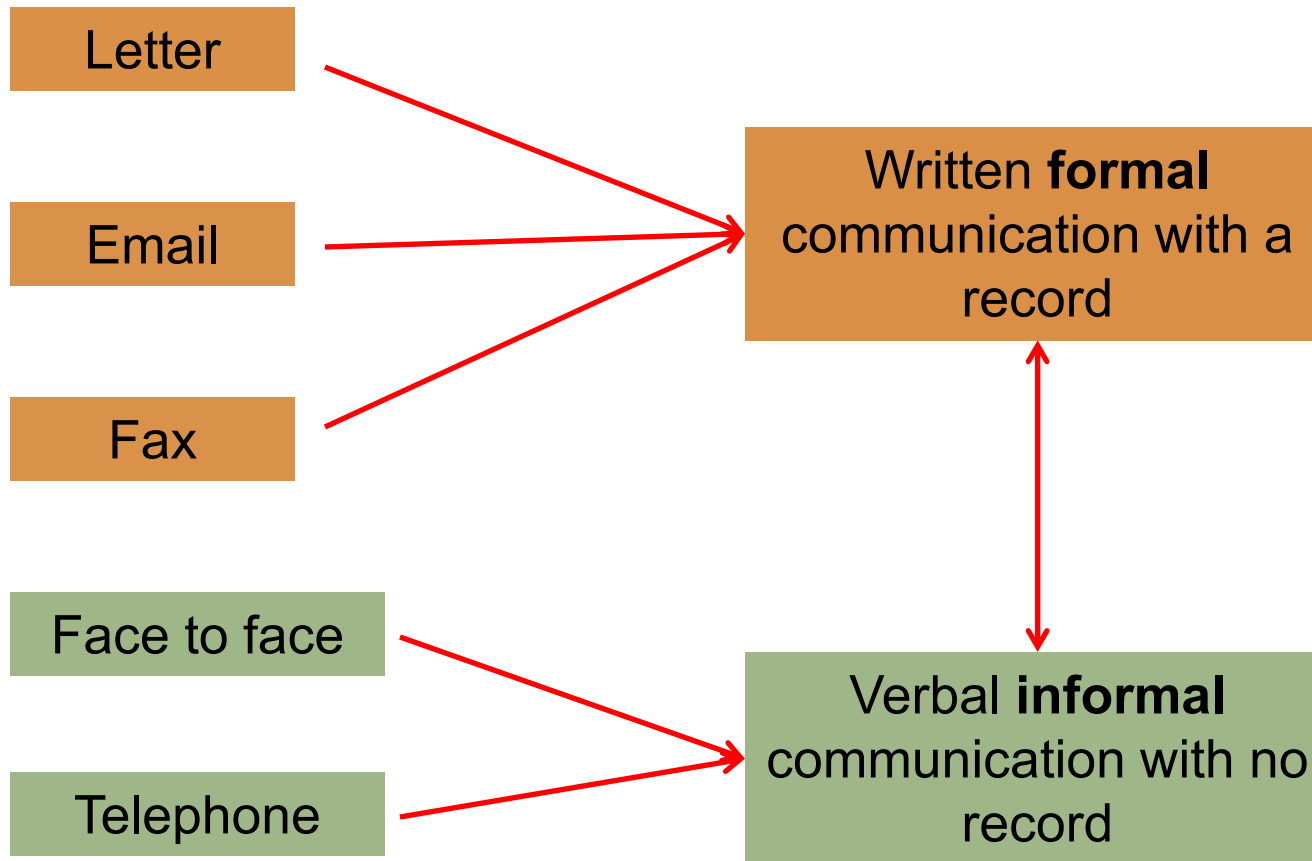 Letter
Email
Fax
Written formal
communication with a
record
Face to face
Telephone
Verbal informal
communication with no
record